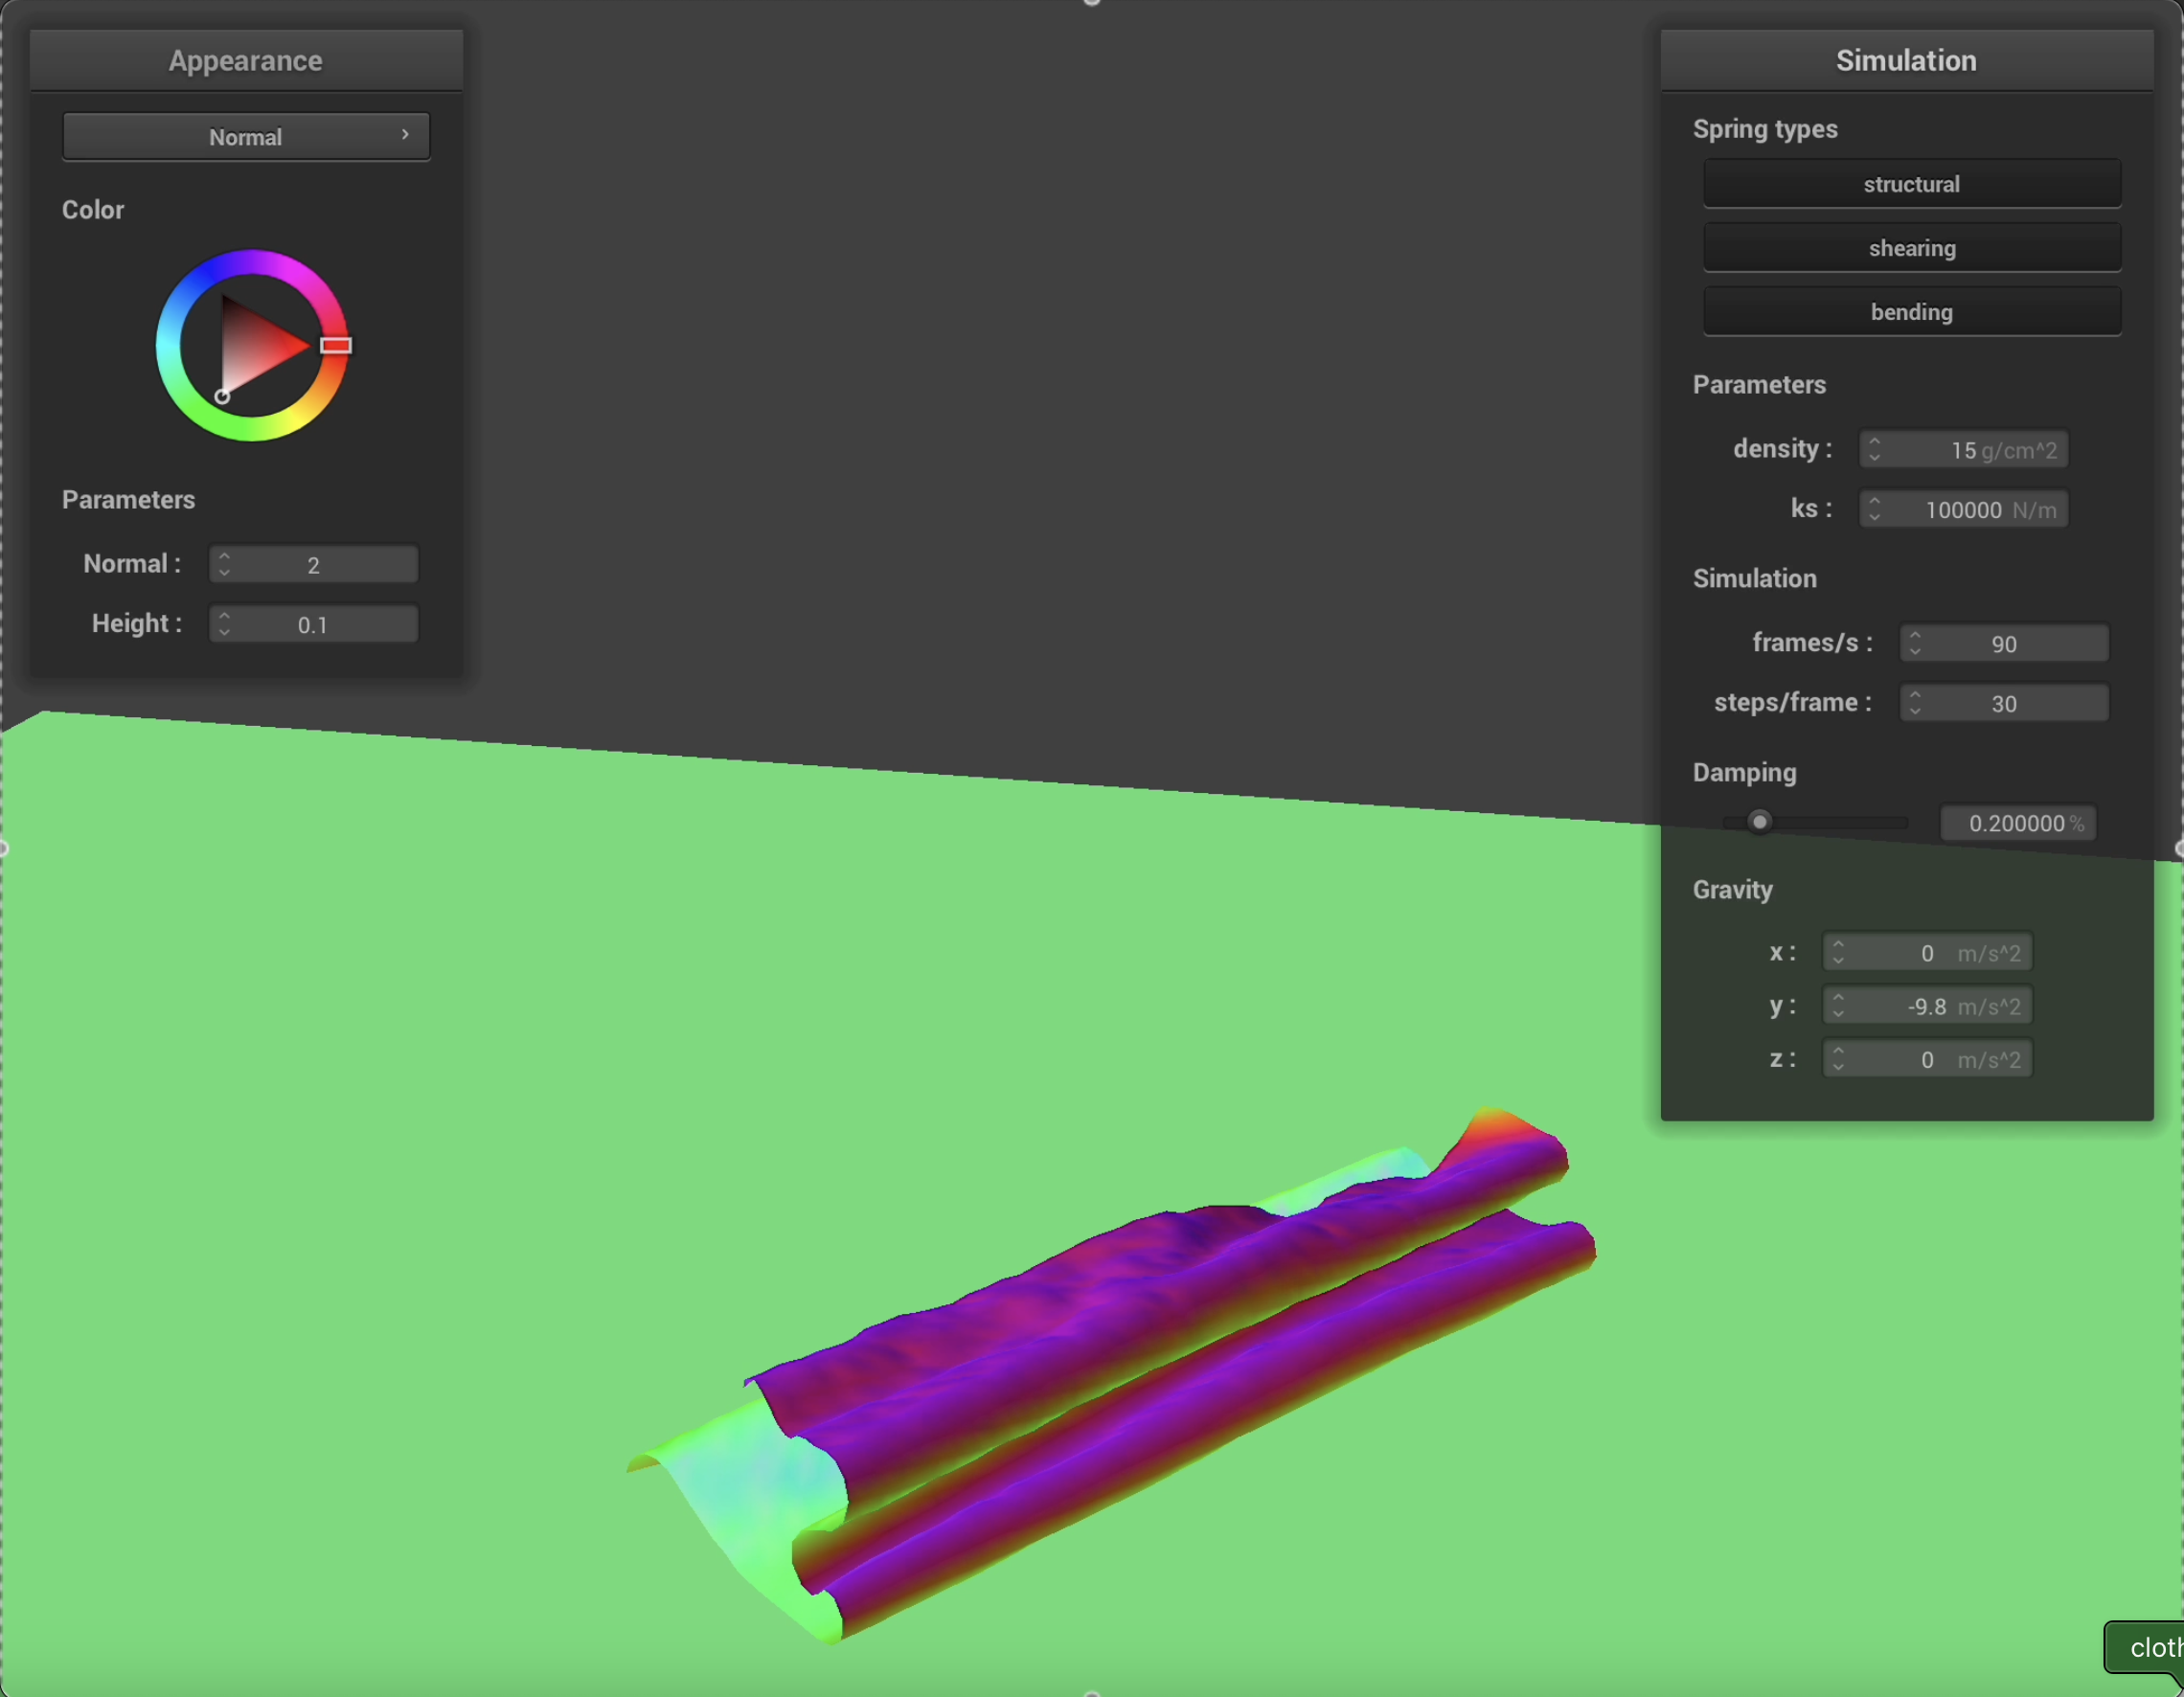 Appearance
Normal
Color
Parameters
Normal : 2
Height : 0.1
Simulation
Spring types
structural
shearing
bending
Parameters
density : 15 g/cm^2
ks : 100000 N/m
Simulation
frames/s : 90
steps/frame : 30
Damping
0.200000 %
Gravity
x : 0 m/s^2
y : -9.8 m/s^2
z : 0 m/s^2